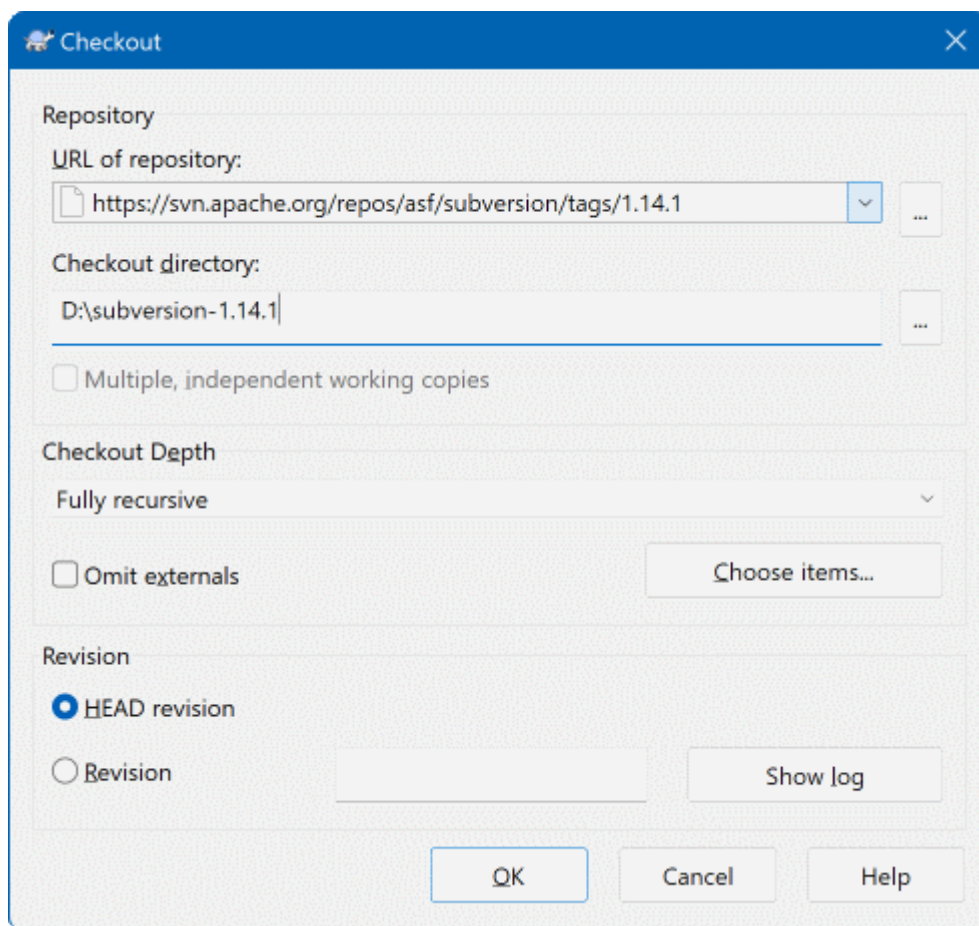 Checkout
Repository
URL of repository:
https://svn.apache.org/repos/asf/subversion/tags/1.14.1
...
Checkout directory:
D:\subversion-1.14.1
...
Multiple, independent working copies
Checkout Depth
Fully recursive
Omit externals
Choose items...
Revision
HEAD revision
Revision
Show log
OK
Cancel
Help